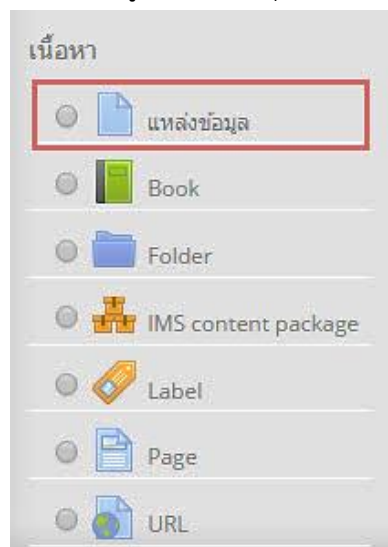 เนื้อหา
แหล่งข้อมูล
Book
Folder
IMS content package
Label
Page
URL